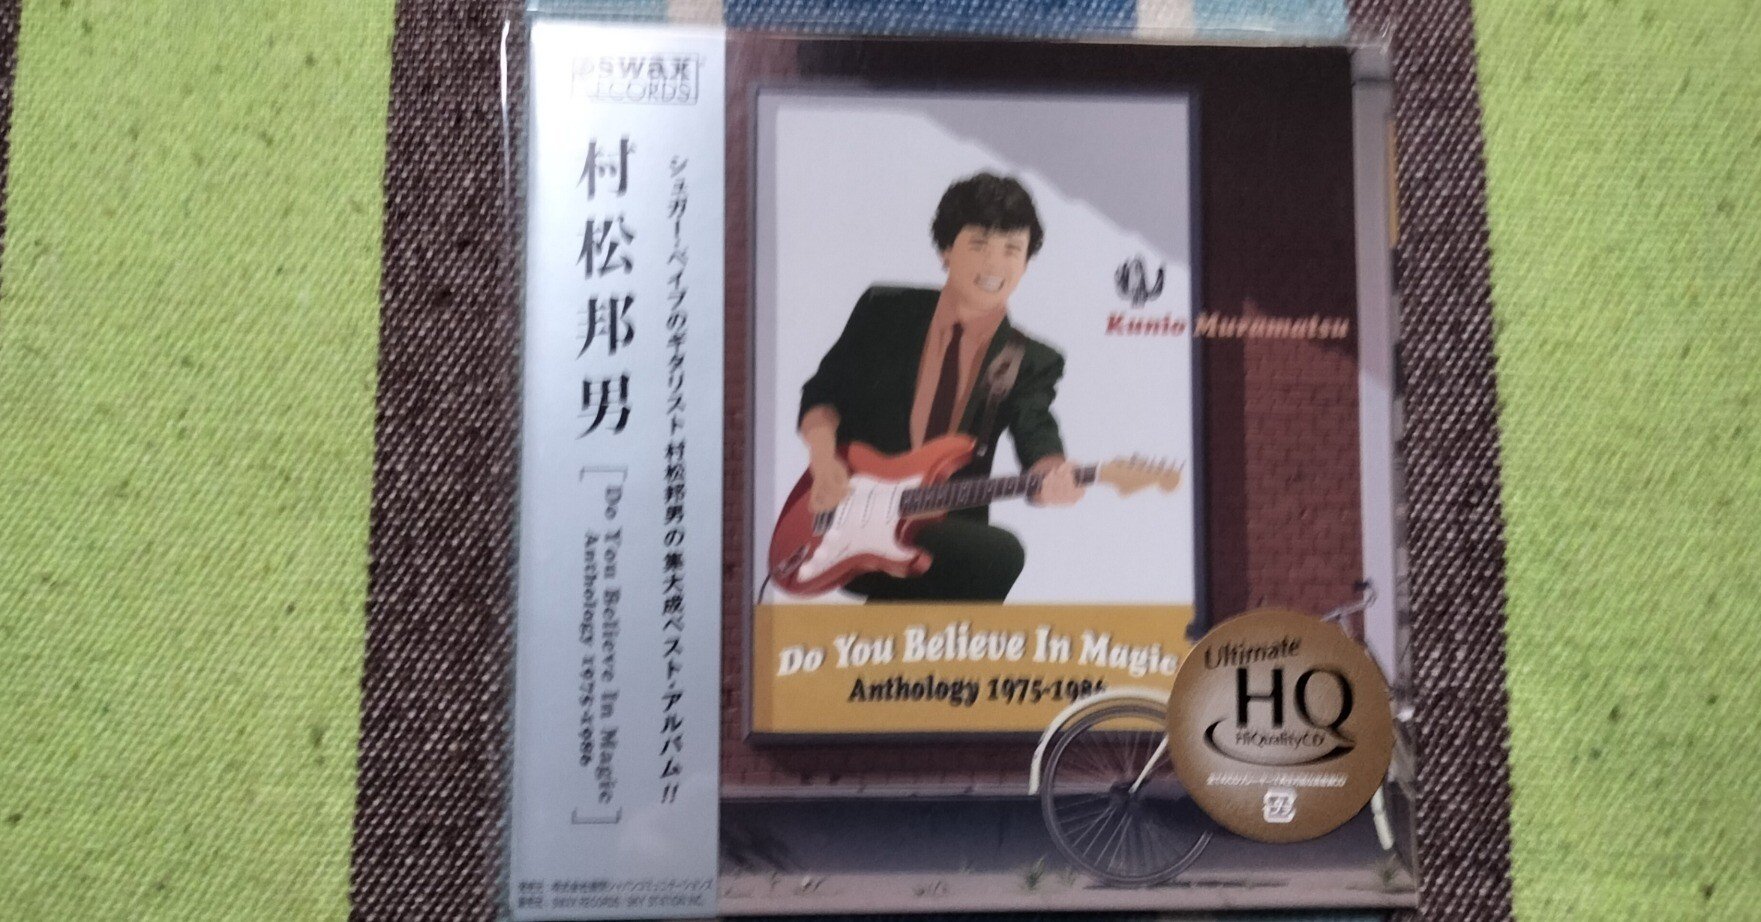 swax
RECORDS
村松邦男
[Do You Believe In Magic
Anthology 1975-1986]
シュガー・ベイブのギタリスト村松邦男の集大成ベスト・アルバム!!
Kunio Muramatsu
Do You Believe In Magic
Anthology 1975-1986
Ultimate
HQ
HiQualityCD